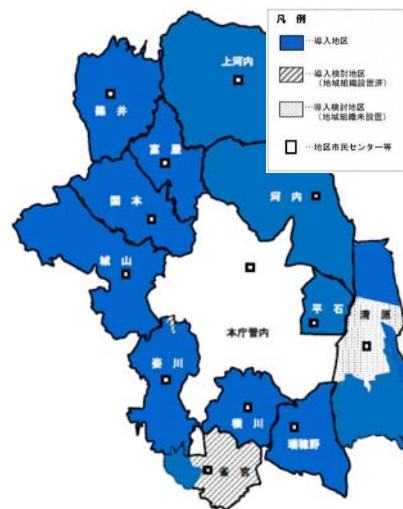 凡 例
…導入地区
…導入検討地区
（地域組織設置済）
…導入検討地区
（地域組織未設置）
…地区市民センター等
上河内
篠 井
富 屋
国 本
河 内
城 山
平 石
清 原
本庁管内
姿 川
横 川
瑞穂野
雀 宮